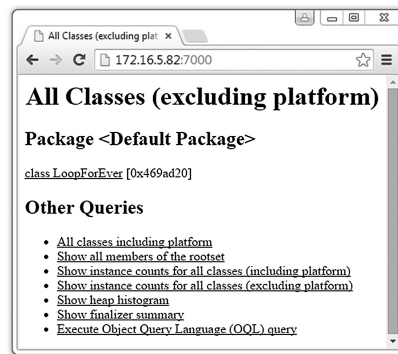 All Classes (excluding plat
172.16.5.82:7000
All Classes (excluding platform)
Package <Default Package>
class LoopForEver [0x469ad20]
Other Queries
All classes including platform
Show all members of the rootset
Show instance counts for all classes (including platform)
Show instance counts for all classes (excluding platform)
Show heap histogram
Show finalizer summary
Execute Object Query Language (OQL) query